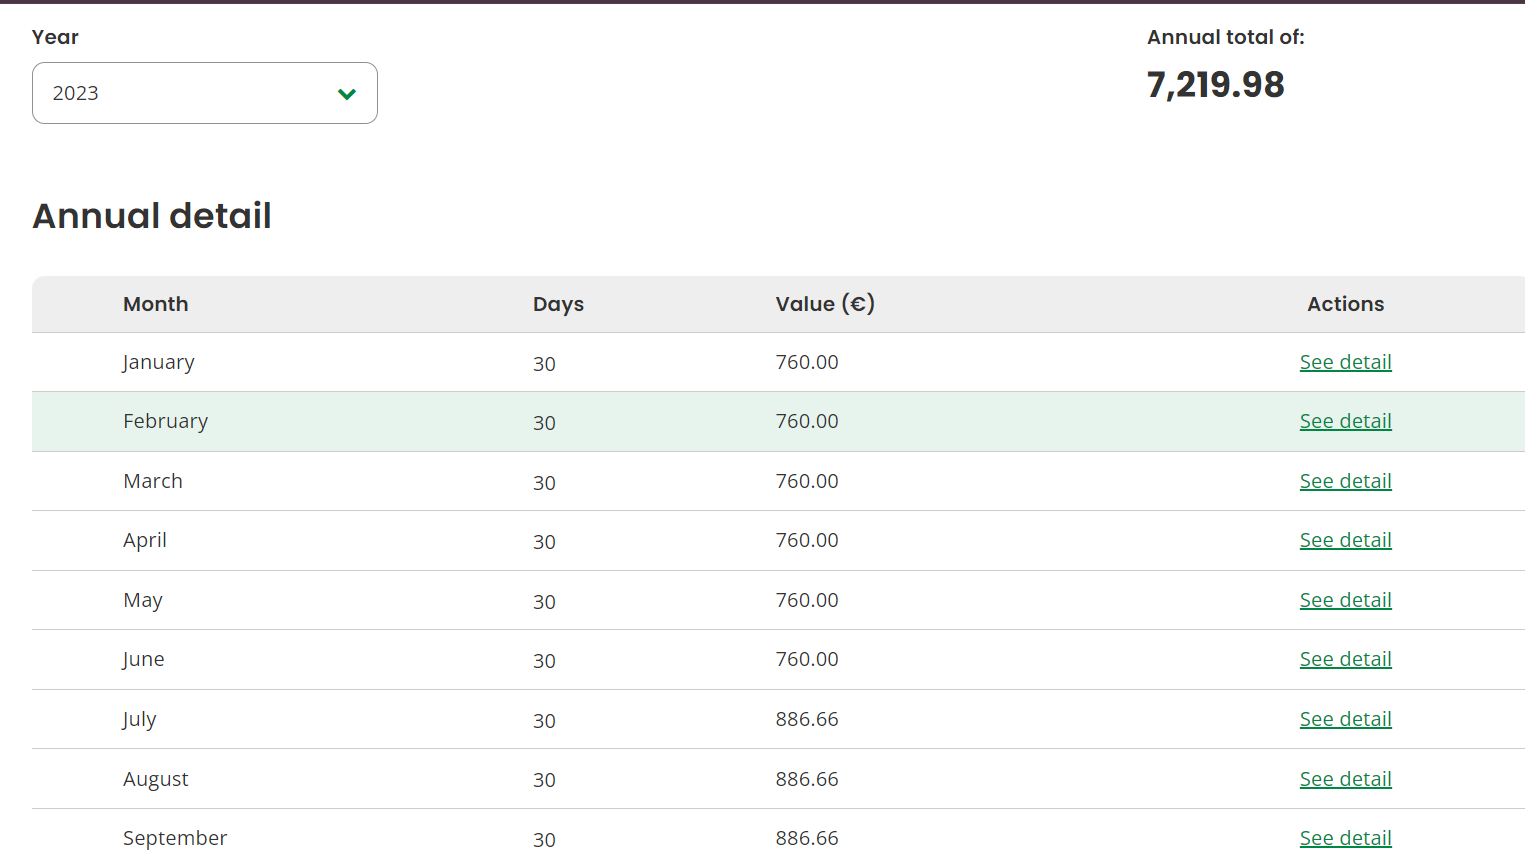 Year
Annual total of:
2023
7,219.98
Annual detail
Month Days Value (€) Actions
January 30 760.00 See detail
February 30 760.00 See detail
March 30 760.00 See detail
April 30 760.00 See detail
May 30 760.00 See detail
June 30 760.00 See detail
July 30 886.66 See detail
August 30 886.66 See detail
September 30 886.66 See detail